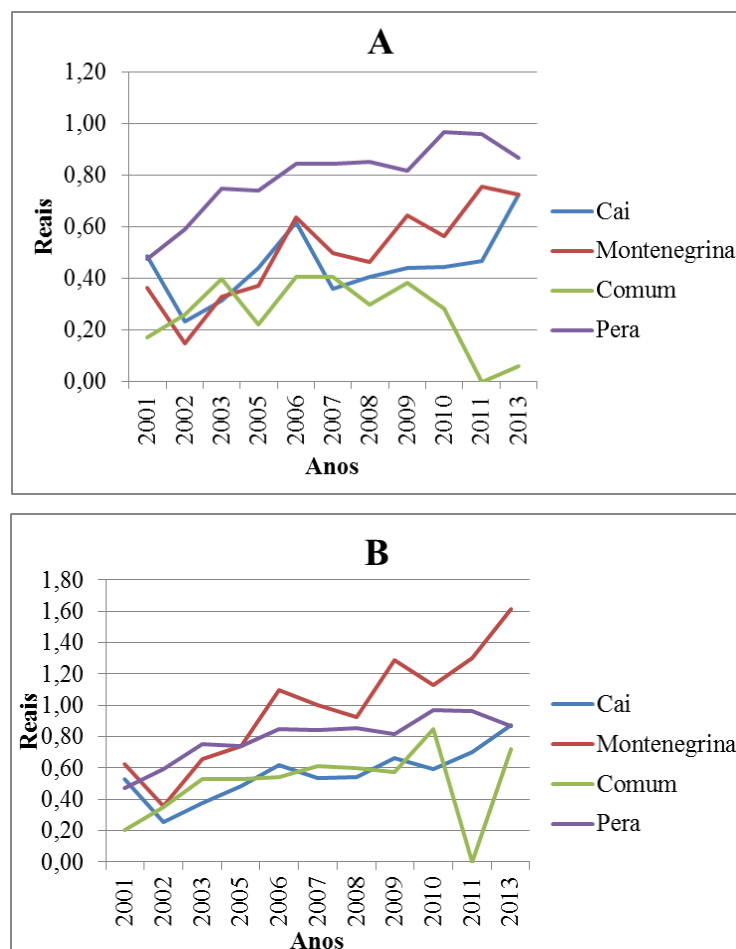 A
1,20
1,00
0,80
0,60
0,40
0,20
0,00
Reais
2001
2002
2003
2005
2006
2007
2008
2009
2010
2011
2013
Anos
Cai
Montenegrina
Comum
Pera
B
1,80
1,60
1,40
1,20
1,00
0,80
0,60
0,40
0,20
0,00
Reais
2001
2002
2003
2005
2006
2007
2008
2009
2010
2011
2013
Anos
Cai
Montenegrina
Comum
Pera